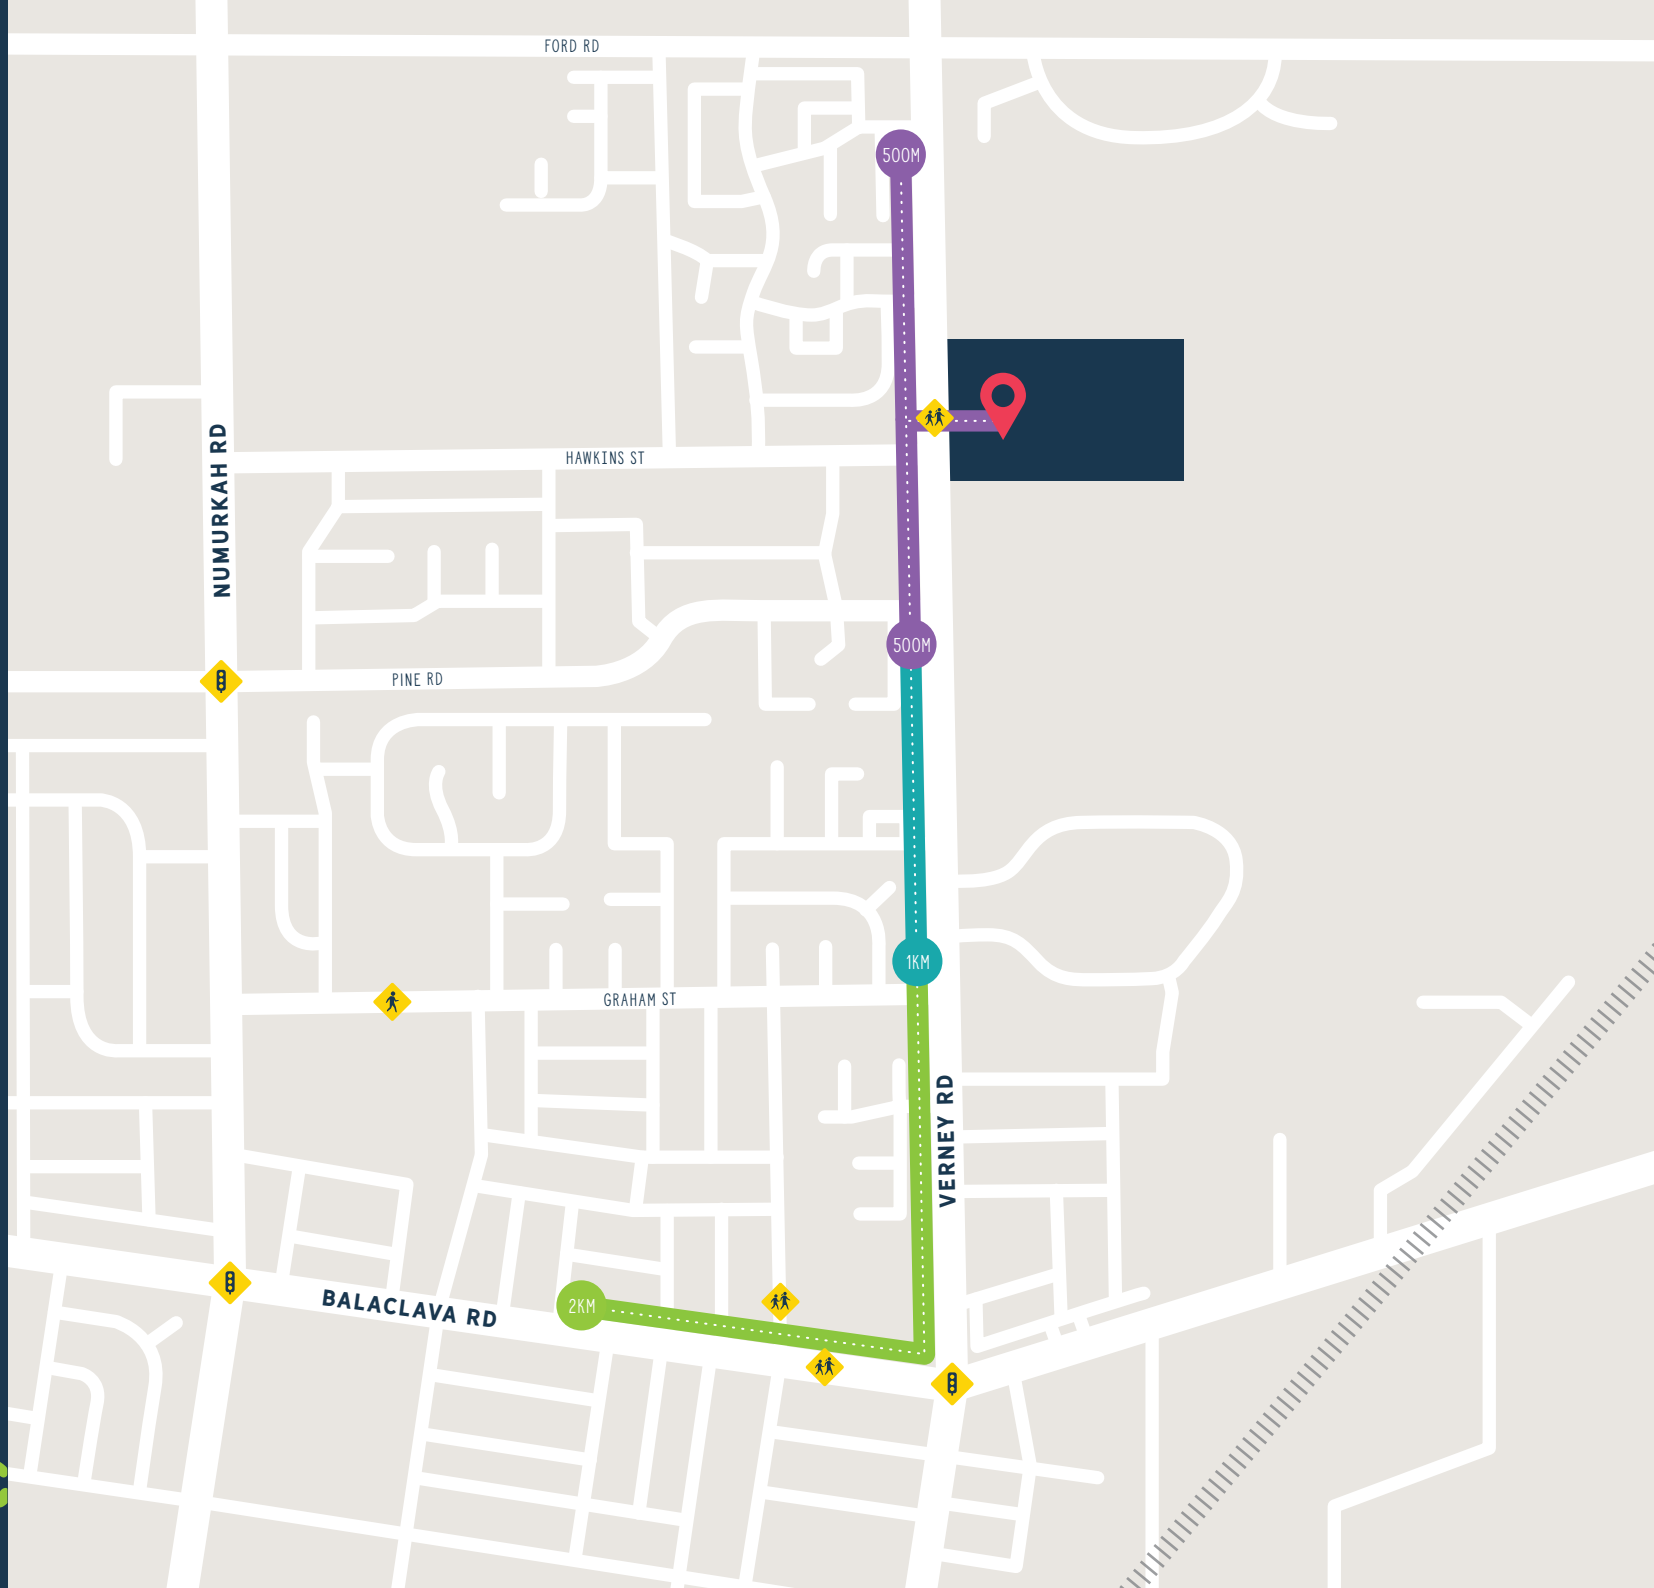 FORD RD
500M
NUMURKAH RD
HAWKINS ST
500M
PINE RD
1KM
GRAHAM ST
VERNEY RD
BALACLAVA RD
2KM